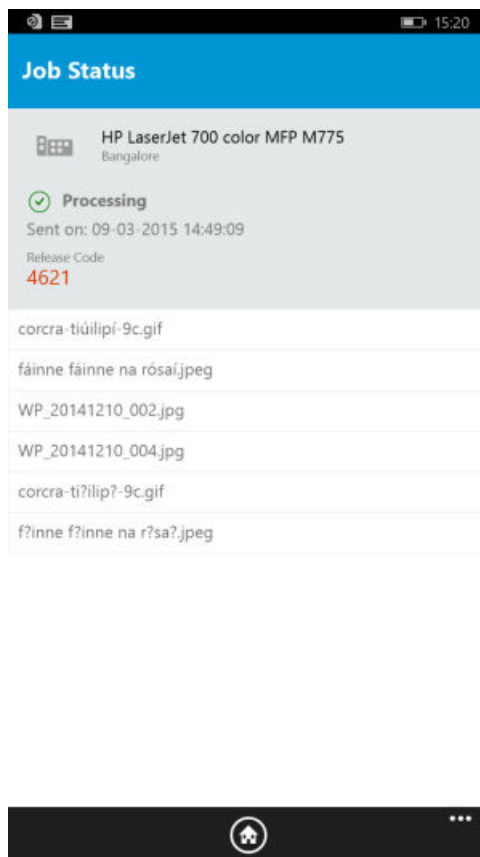 15:20
Job Status
HP LaserJet 700 color MFP M775
Bangalore
Processing
Sent on: 09-03-2015 14:49:09
Release Code
4621
corcra-tiúilipí-9c.gif
fáinne fáinne na rósaí.jpeg
WP_20141210_002.jpg
WP_20141210_004.jpg
corcra-ti?ilip?-9c.gif
f?inne f?inne na r?sa?.jpeg